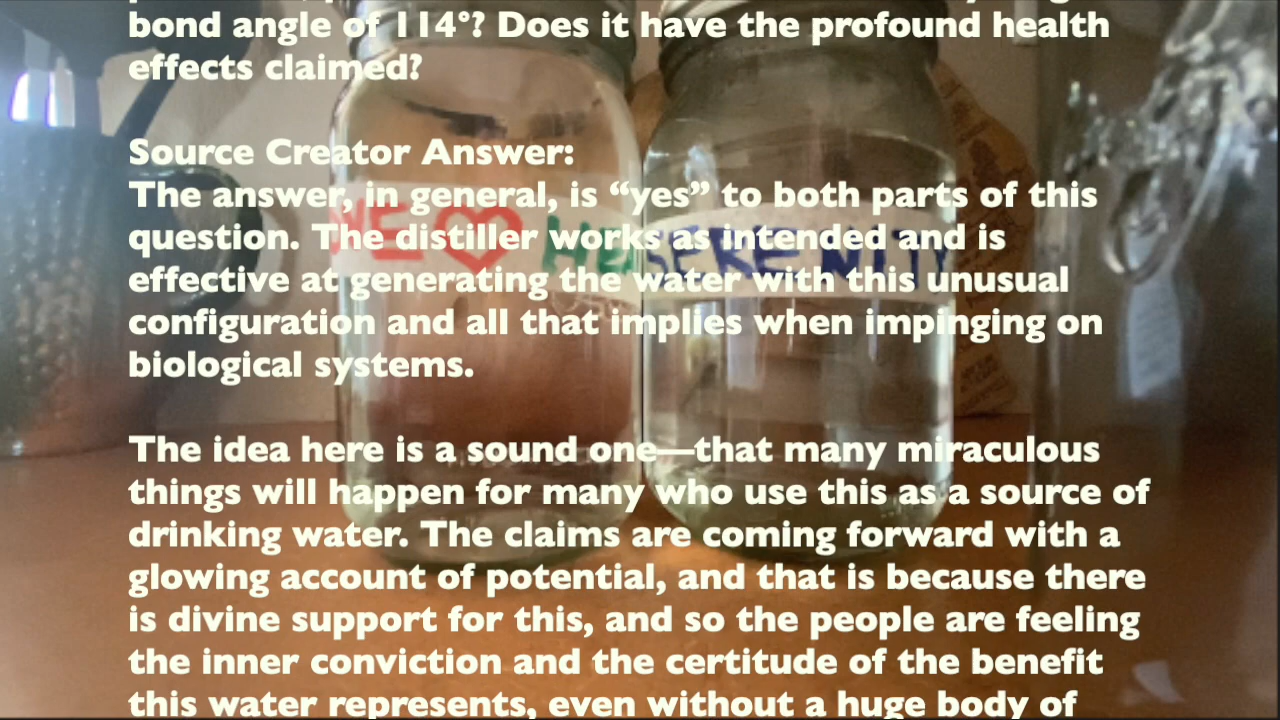 bond angle of 114°? Does it have the profound health
effects claimed?
Source Creator Answer:
The answer, in general, is “yes” to both parts of this
question. The distiller works as intended and is
effective at generating the water with this unusual
configuration and all that implies when impinging on
biological systems.
The idea here is a sound one—that many miraculous
things will happen for many who use this as a source of
drinking water. The claims are coming forward with a
glowing account of potential, and that is because there
is divine support for this, and so the people are feeling
the inner conviction and the certitude of the benefit
this water represents, even without a huge body of
SERENITY